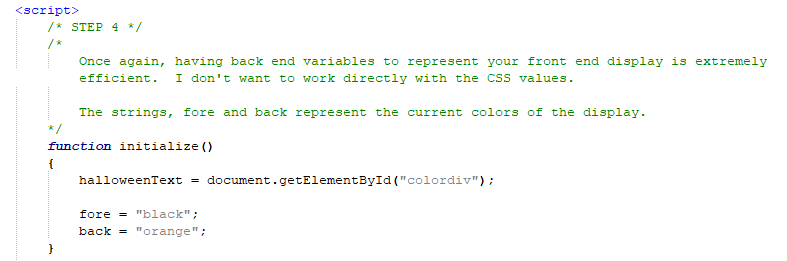 <script>
/* STEP 4 */
/*
Once again, having back end variables to represent your front end display is extremely
efficient.  I don't want to work directly with the CSS values.
The strings, fore and back represent the current colors of the display.
*/
function initialize()
{
halloweenText = document.getElementById("colordiv");
fore = "black";
back = "orange";
}